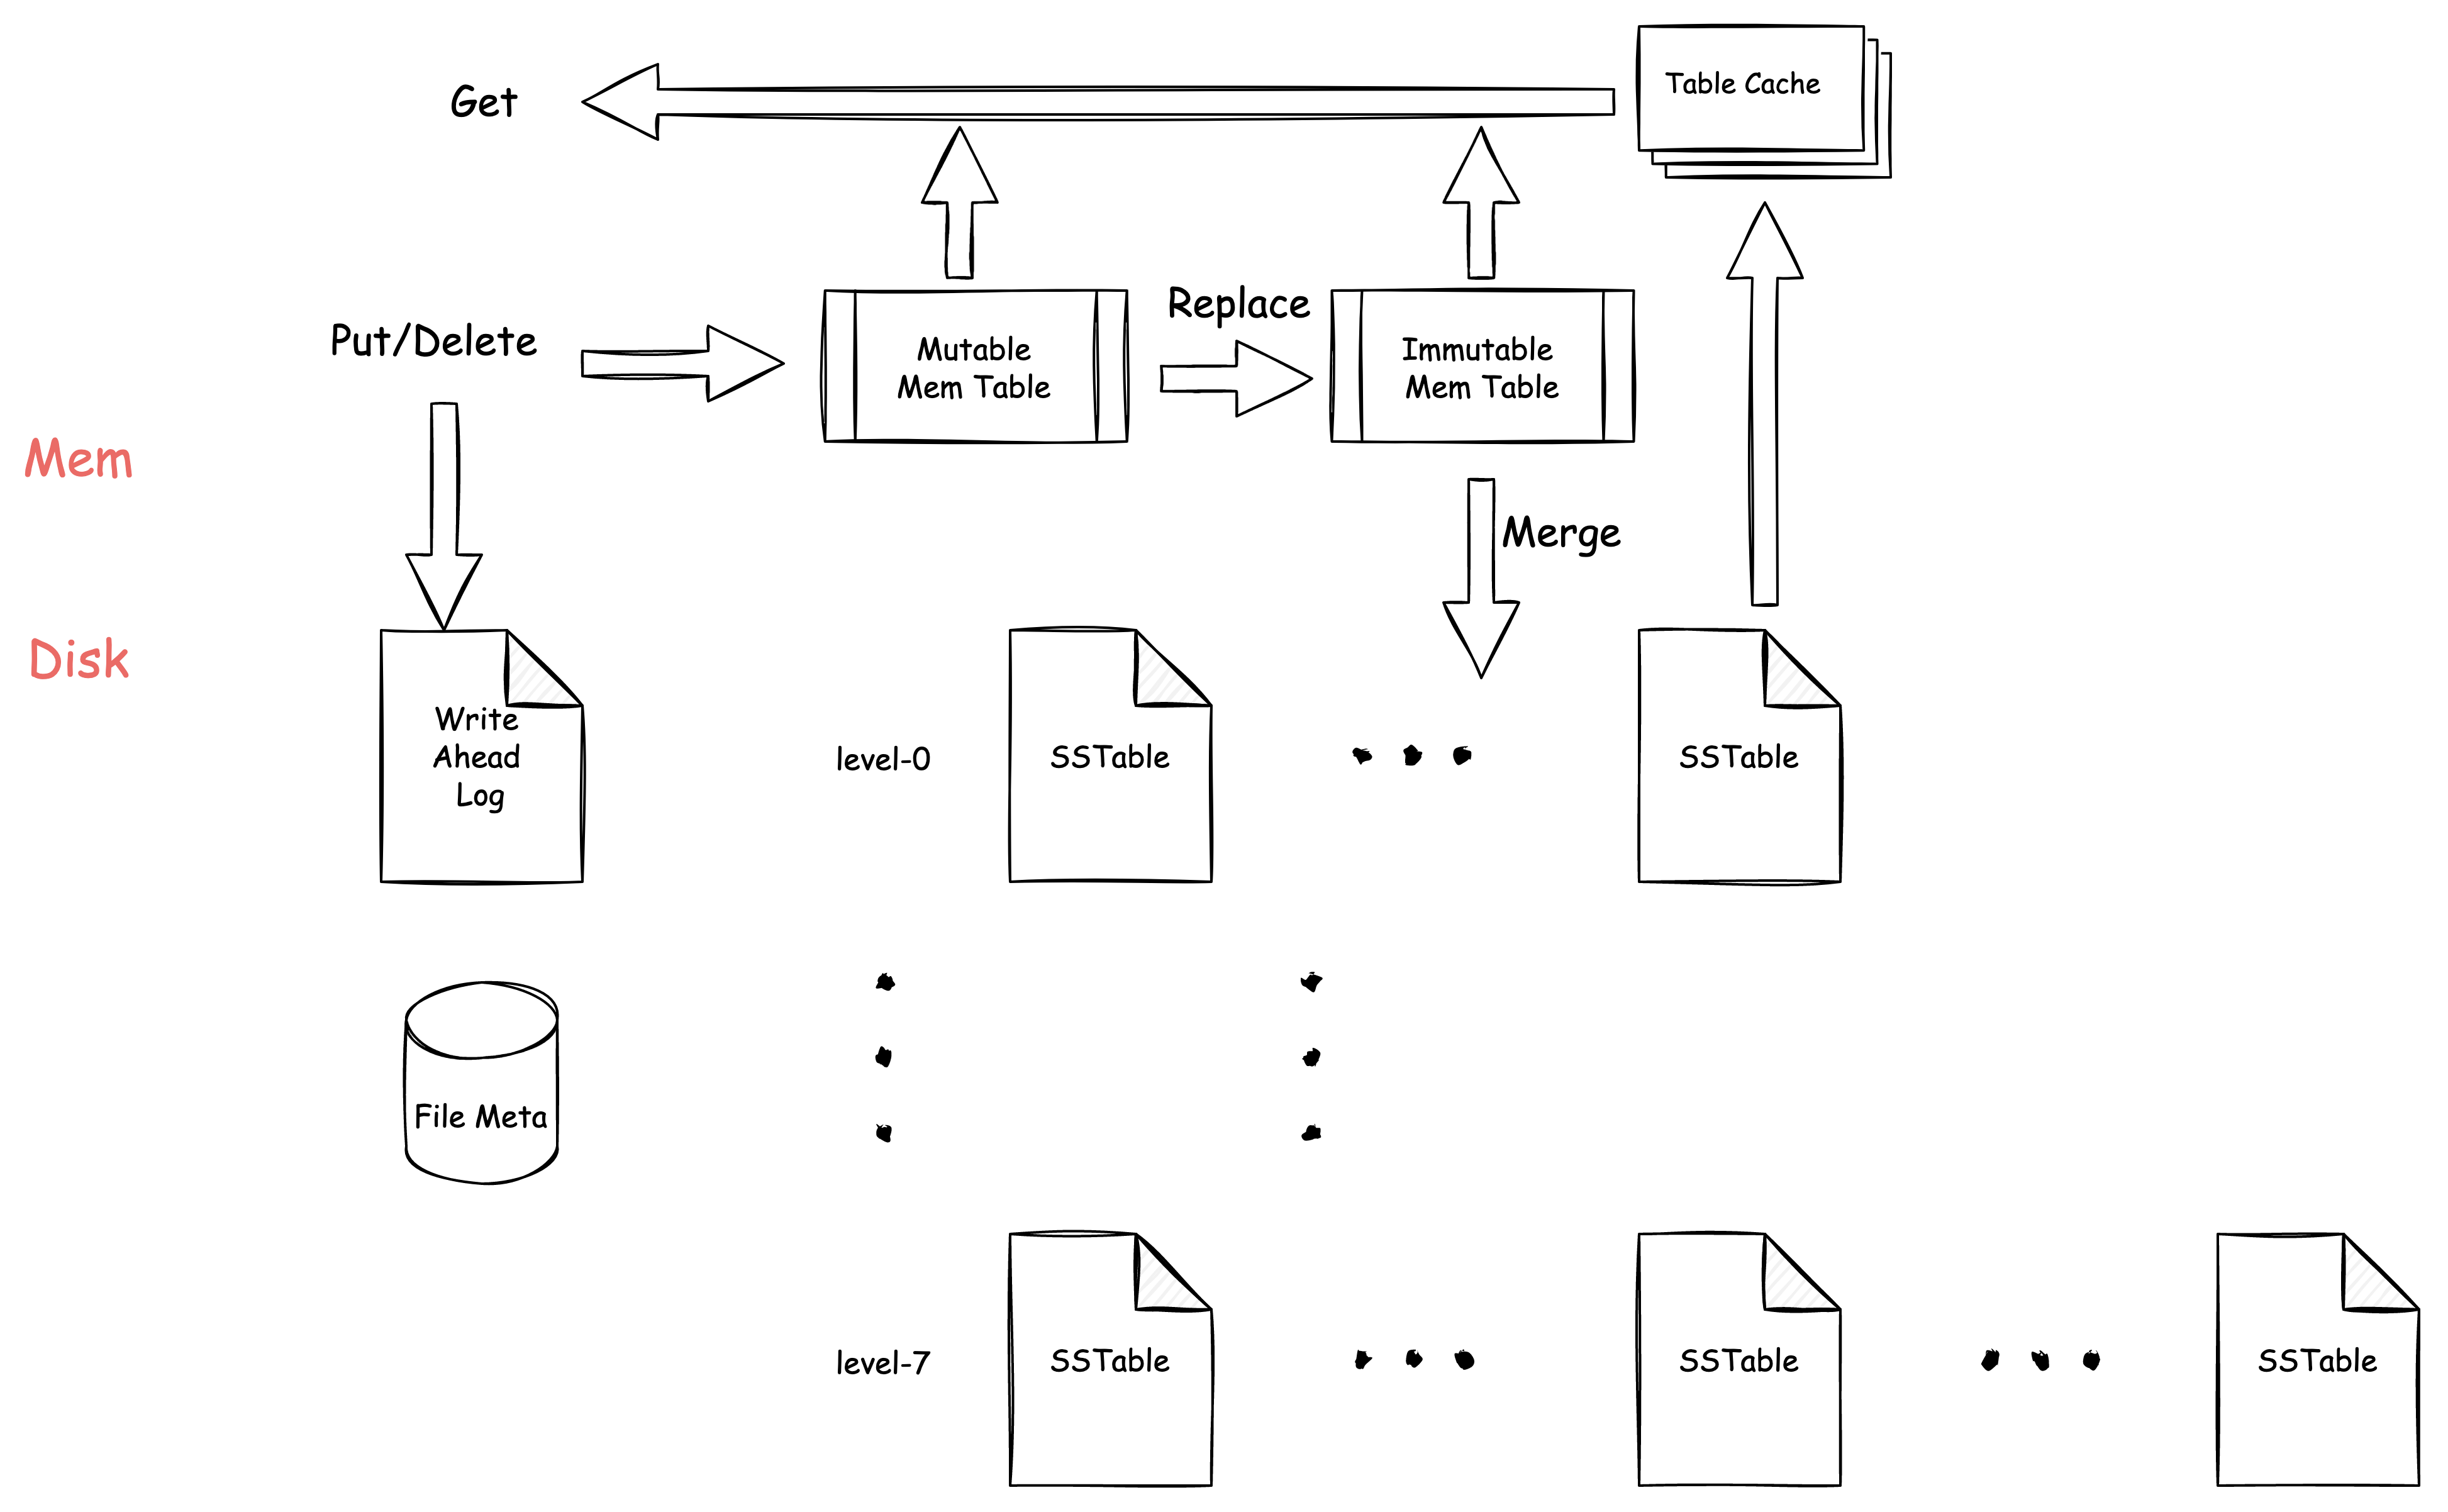 Table Cache
Get
Replace
Put/Delete
Mutable
Mem Table
Immutable
Mem Table
Mem
Merge
Disk
Write
Ahead
Log
level-0
SSTable
SSTable
File Meta
level-7
SSTable
SSTable
SSTable